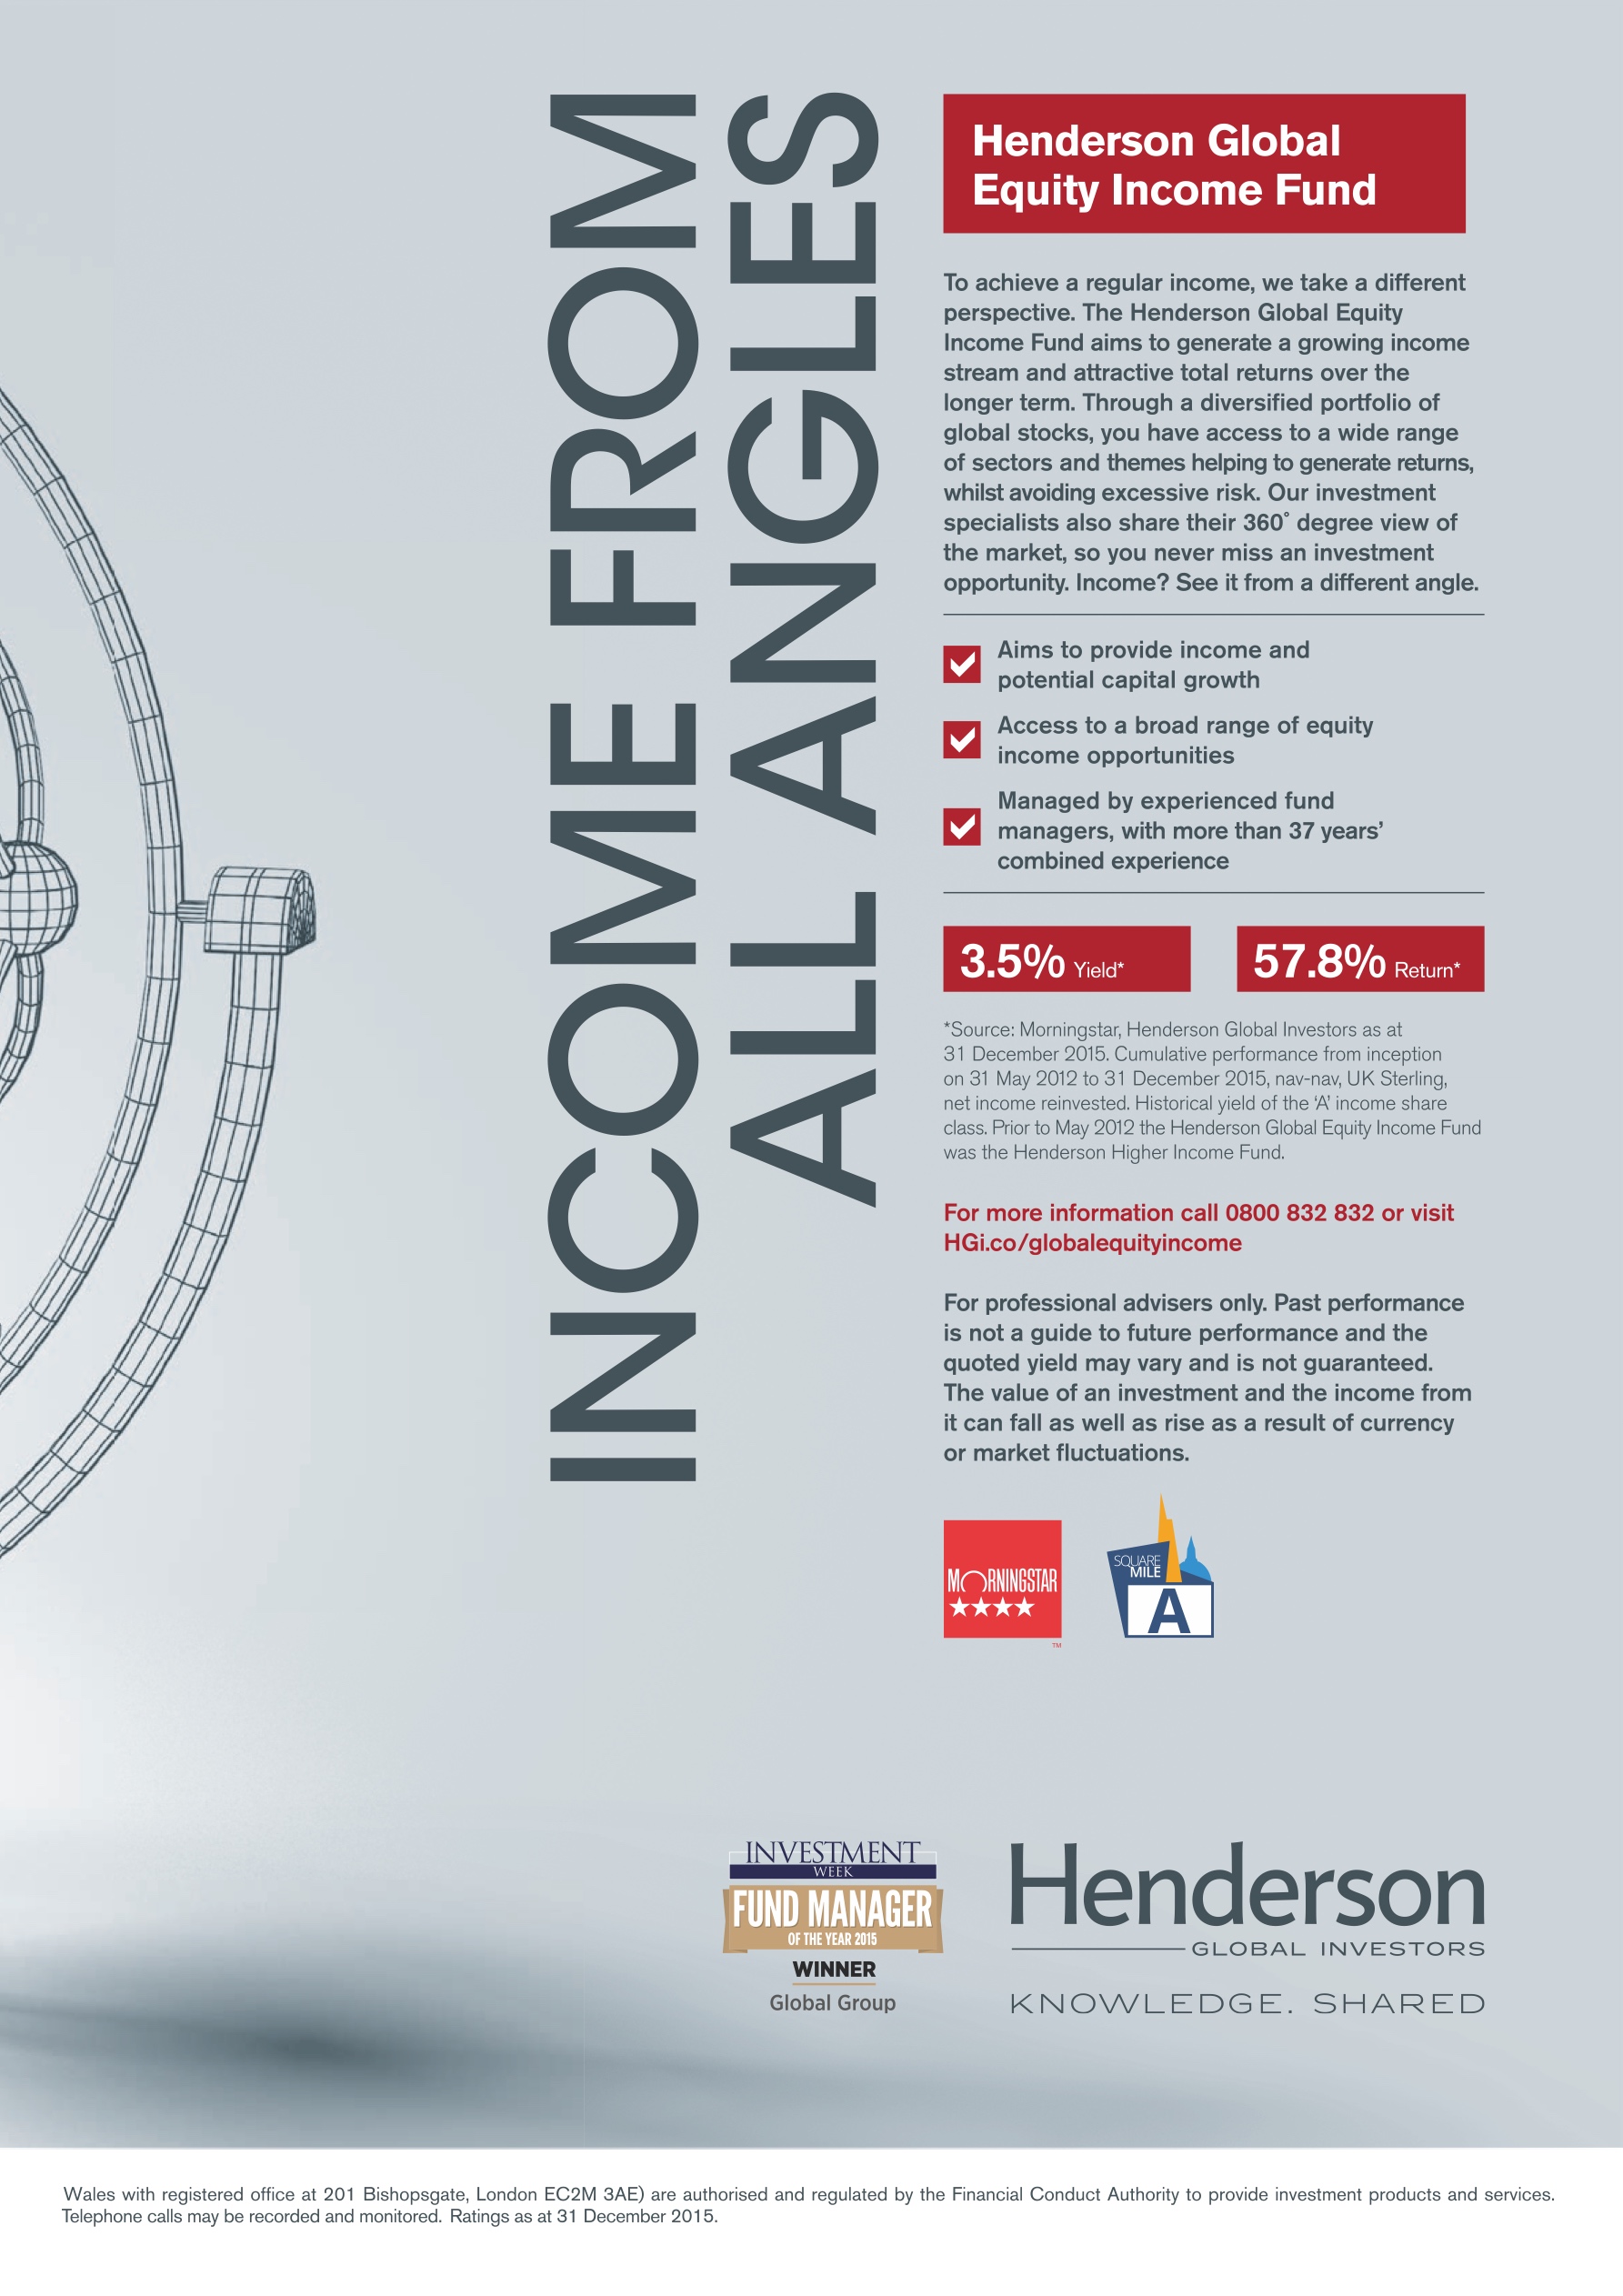 INCOME FROM
ALL ANGLES
Henderson Global
Equity Income Fund
To achieve a regular income, we take a different
perspective. The Henderson Global Equity
Income Fund aims to generate a growing income
stream and attractive total returns over the
longer term. Through a diversified portfolio of
global stocks, you have access to a wide range
of sectors and themes helping to generate returns,
whilst avoiding excessive risk. Our investment
specialists also share their 360° degree view of
the market, so you never miss an investment
opportunity. Income? See it from a different angle.
Aims to provide income and
potential capital growth
Access to a broad range of equity
income opportunities
Managed by experienced fund
managers, with more than 37 years’
combined experience
3.5% Yield*
57.8% Return*
*Source: Morningstar, Henderson Global Investors as at
31 December 2015. Cumulative performance from inception
on 31 May 2012 to 31 December 2015, nav-nav, UK Sterling,
net income reinvested. Historical yield of the ‘A’ income share
class. Prior to May 2012 the Henderson Global Equity Income Fund
was the Henderson Higher Income Fund.
For more information call 0800 832 832 or visit
HGi.co/globalequityincome
For professional advisers only. Past performance
is not a guide to future performance and the
quoted yield may vary and is not guaranteed.
The value of an investment and the income from
it can fall as well as rise as a result of currency
or market fluctuations.
MORNINGSTAR
★★★★
TM
SQUARE
MILE
A
INVESTMENT
WEEK
FUND MANAGER
OF THE YEAR 2015
WINNER
Global Group
Henderson
GLOBAL INVESTORS
KNOWLEDGE. SHARED
Wales with registered office at 201 Bishopsgate, London EC2M 3AE) are authorised and regulated by the Financial Conduct Authority to provide investment products and services.
Telephone calls may be recorded and monitored. Ratings as at 31 December 2015.